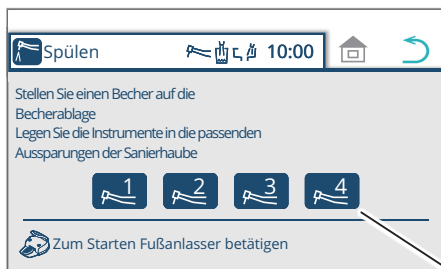 Spülen 10:00
Stellen Sie einen Becher auf die
Becherablage
Legen Sie die Instrumente in die passenden
Aussparungen der Sanierhaube
1 2 3 4
Zum Starten Fußanlasser betätigen